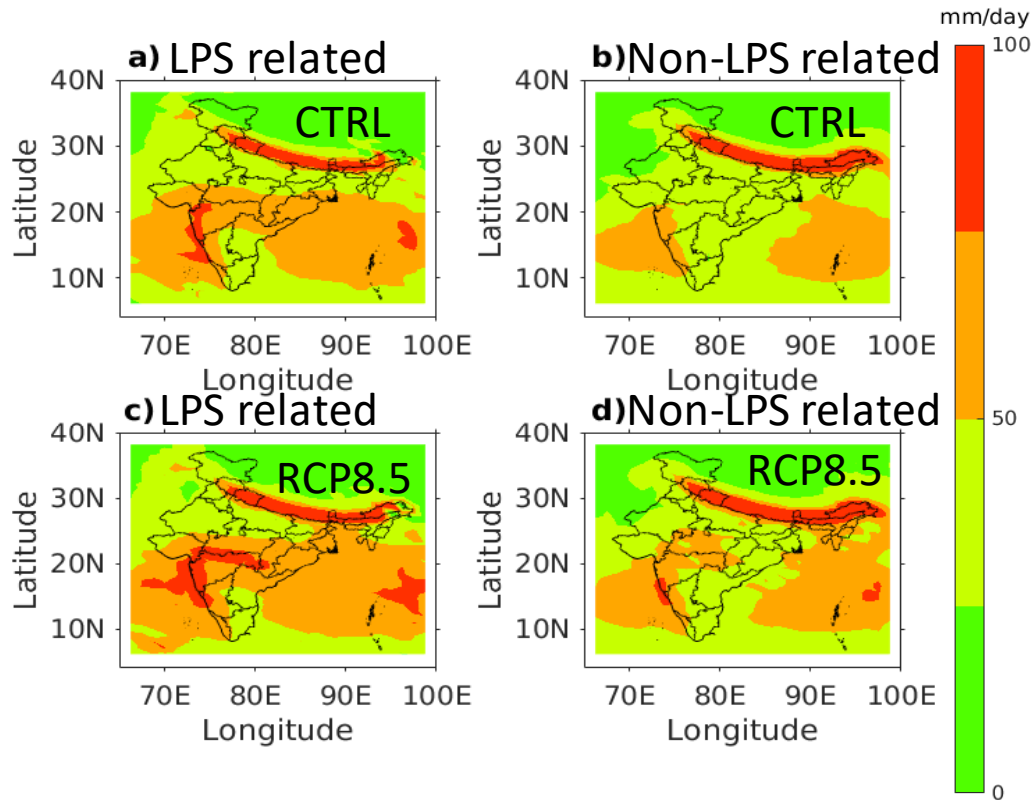 mm/day
a) LPS related
b) Non-LPS related
100
40N
CTRL
30N
Latitude
20N
10N
70E 80E 90E 100E
Longitude
40N
CTRL
30N
Latitude
20N
10N
70E 80E 90E 100E
Longitude
50
c) LPS related
d) Non-LPS related
40N
RCP8.5
30N
Latitude
20N
10N
70E 80E 90E 100E
Longitude
40N
RCP8.5
30N
Latitude
20N
10N
70E 80E 90E 100E
Longitude
0